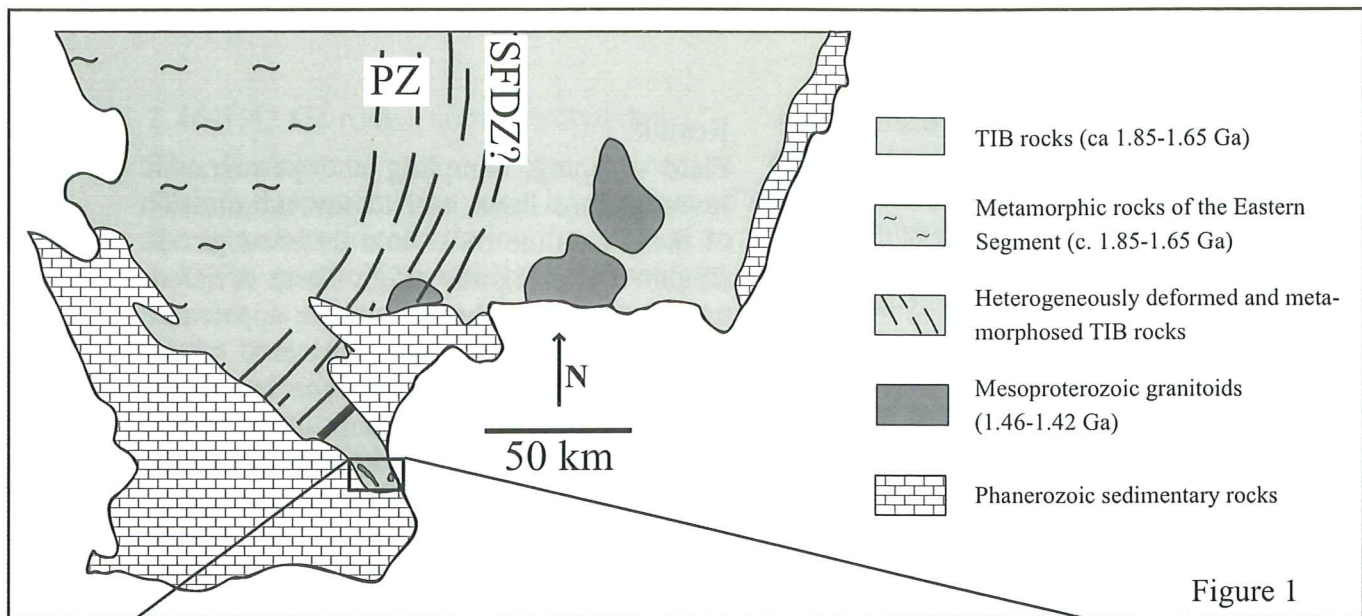 PZ
SFDZ?
N
50 km
TIB rocks (ca 1.85-1.65 Ga)
Metamorphic rocks of the Eastern
Segment (c. 1.85-1.65 Ga)
Heterogeneously deformed and meta-
morphosed TIB rocks
Mesoproterozoic granitoids
(1.46-1.42 Ga)
Phanerozoic sedimentary rocks
Figure 1